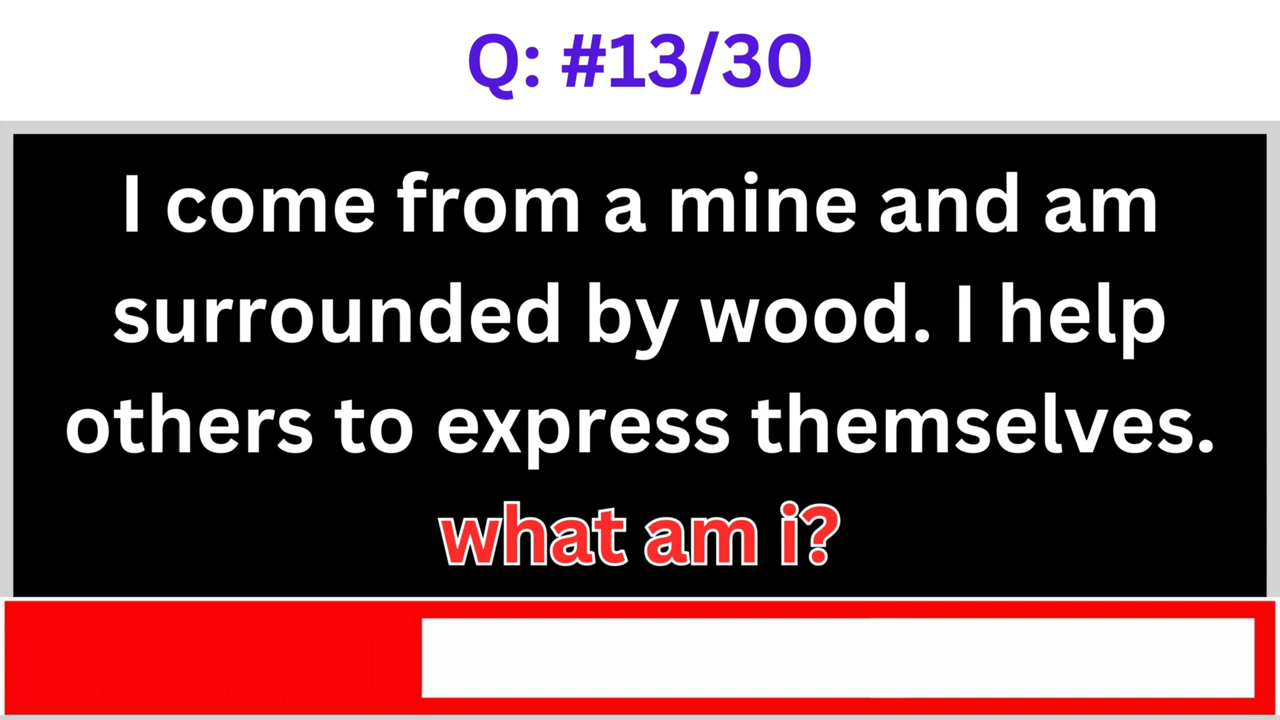 Q: #13/30
I come from a mine and am
surrounded by wood. I help
others to express themselves.
what am i?